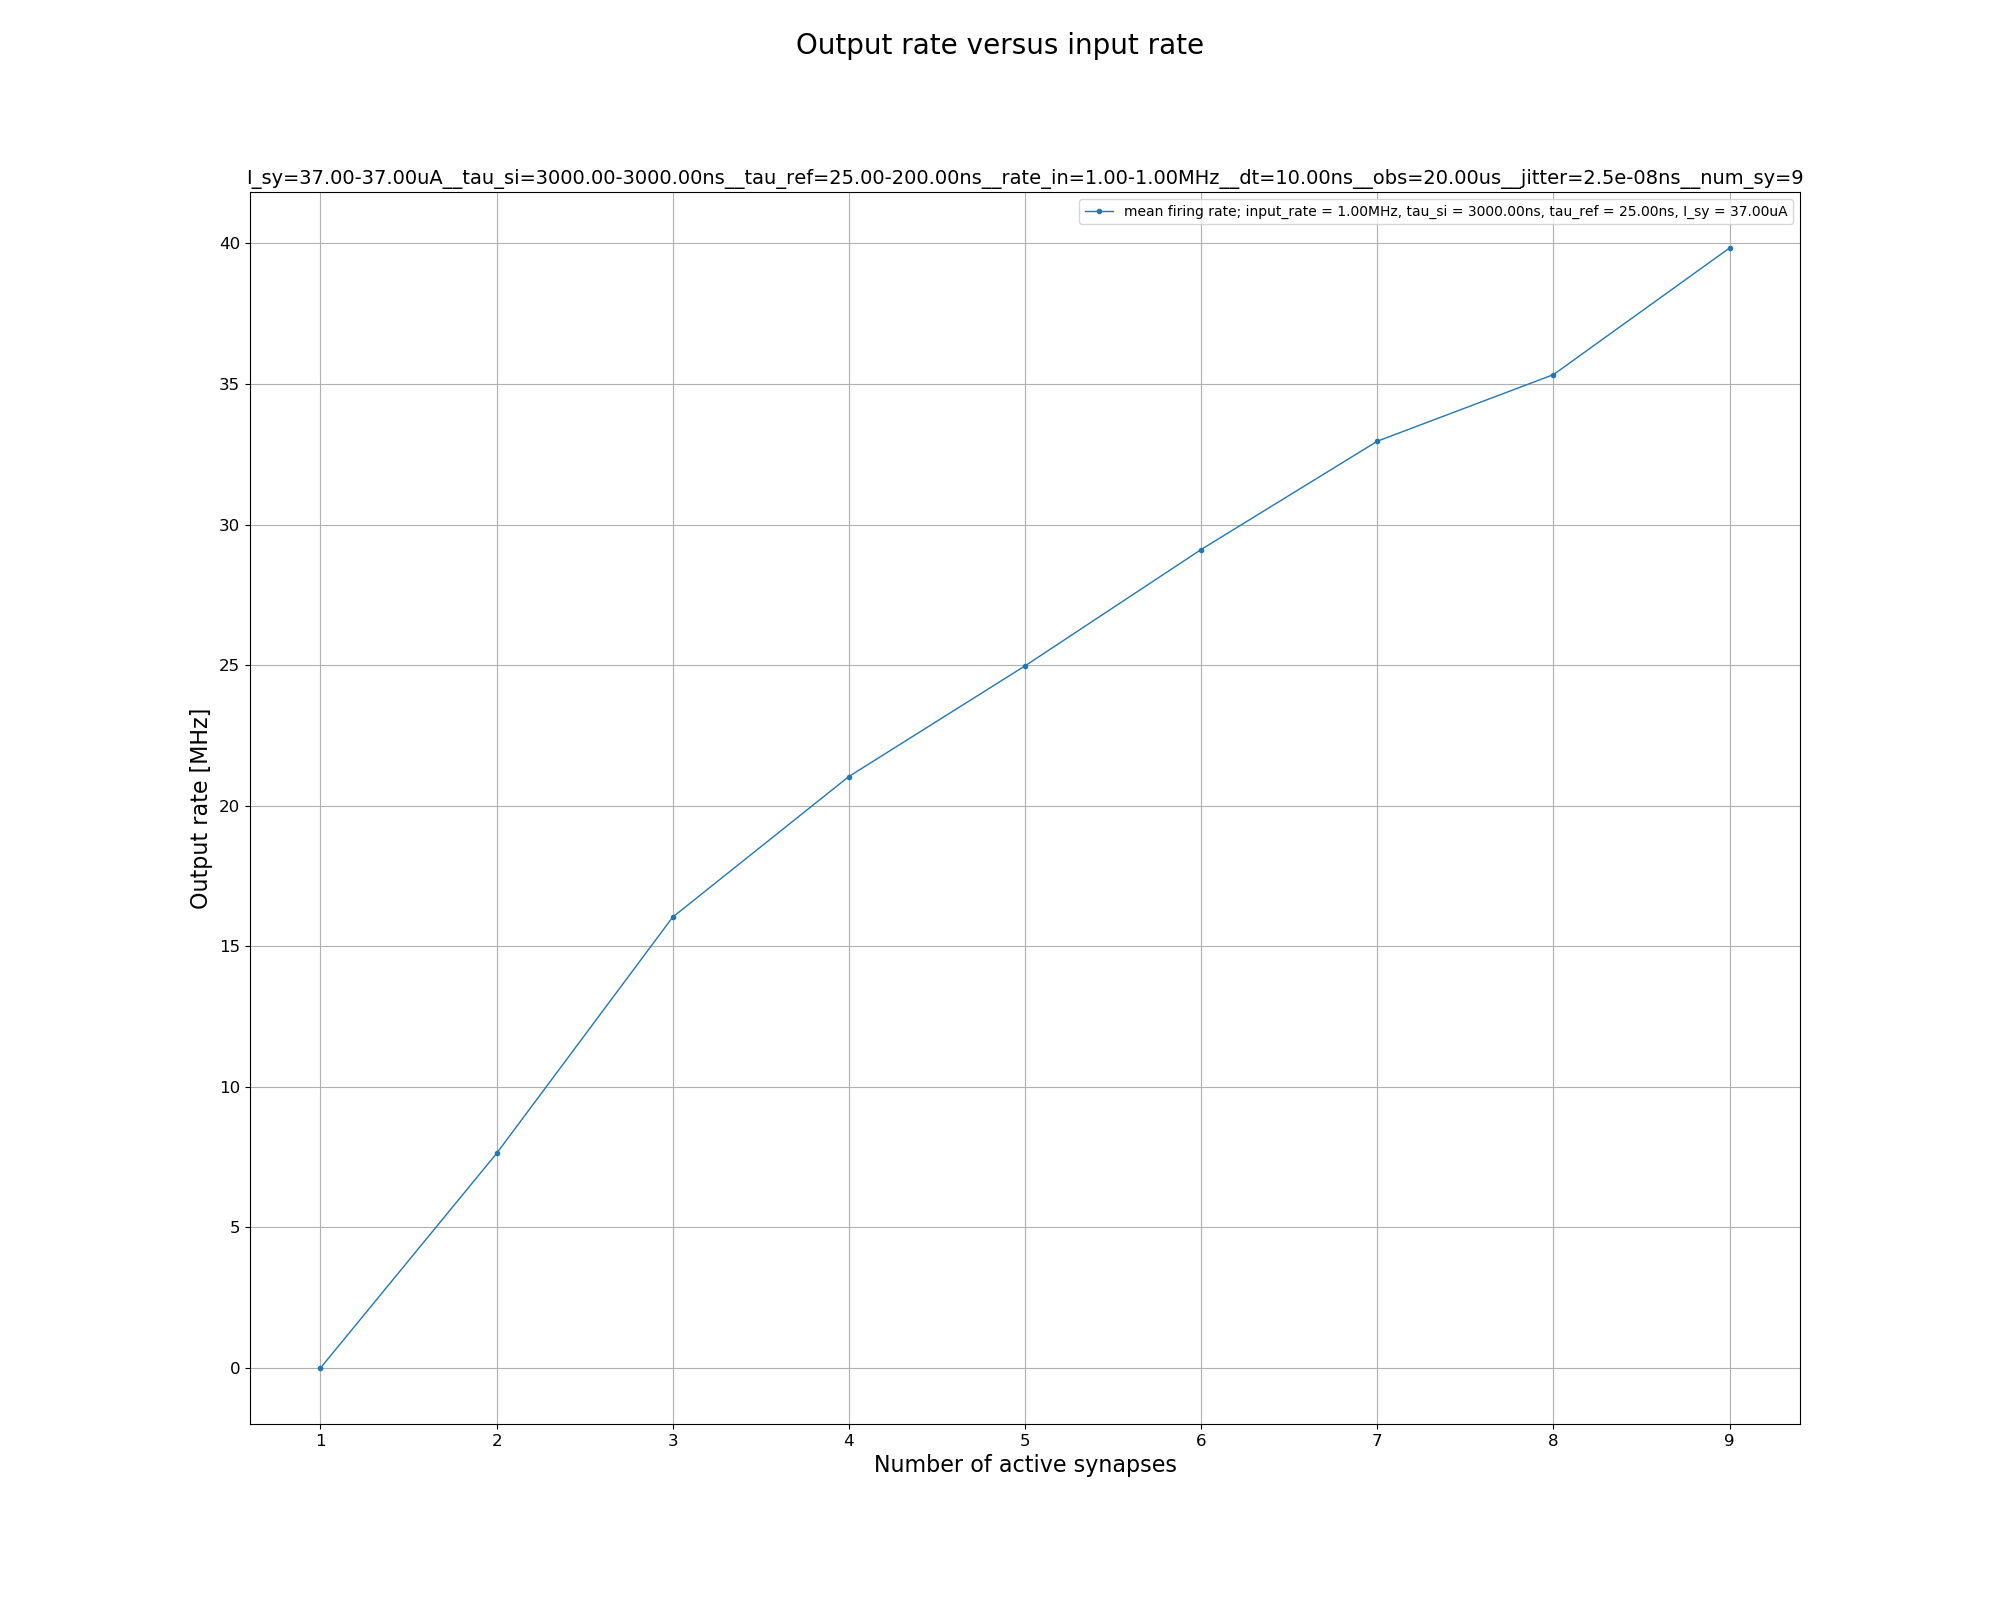 Output rate versus input rate
I_sy=37.00-37.00uA__tau_si=3000.00-3000.00ns__tau_ref=25.00-200.00ns__rate_in=1.00-1.00MHz__dt=10.00ns__obs=20.00us__jitter=2.5e-08ns__num_sy=9
mean firing rate; input_rate = 1.00MHz, tau_si = 3000.00ns, tau_ref = 25.00ns, I_sy = 37.00uA
40
35
30
25
20
15
10
5
0
Output rate [MHz]
1 2 3 4 5 6 7 8 9
Number of active synapses